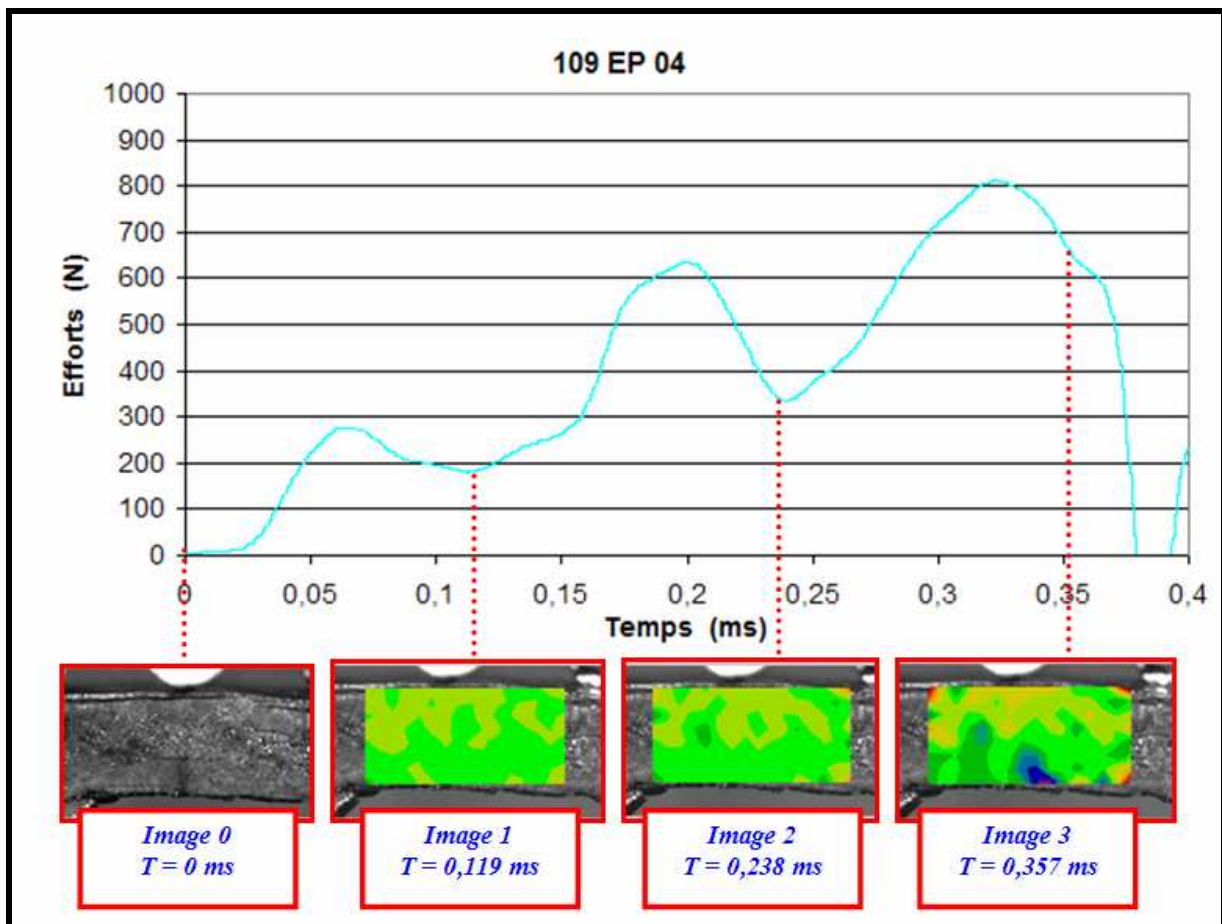 109 EP 04
1000
900
800
700
600
500
400
300
200
100
0
Efforts (N)
0
0,05
0,1
0,15
0,2
0,25
0,3
0,35
0,4
Temps (ms)
Image 0
T = 0 ms
Image 1
T = 0,119 ms
Image 2
T = 0,238 ms
Image 3
T = 0,357 ms